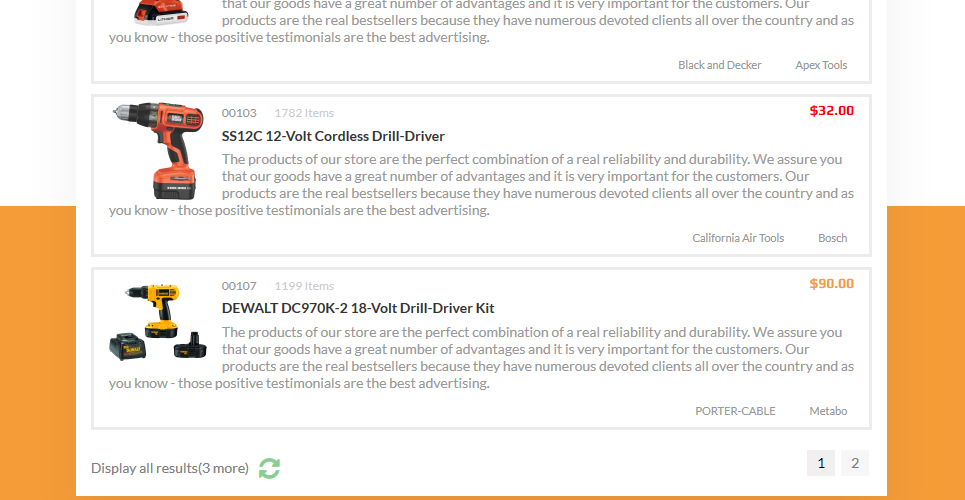 that our goods have a great number of advantages and it is very important for the customers. Our
products are the real bestsellers because they have numerous devoted clients all over the country and as
you know - those positive testimonials are the best advertising.
Black and Decker Apex Tools
00103 1782 Items $32.00
SS12C 12-Volt Cordless Drill-Driver
The products of our store are the perfect combination of a real reliability and durability. We assure you
that our goods have a great number of advantages and it is very important for the customers. Our
products are the real bestsellers because they have numerous devoted clients all over the country and as
you know - those positive testimonials are the best advertising.
California Air Tools Bosch
00107 1199 Items $90.00
DEWALT DC970K-2 18-Volt Drill-Driver Kit
The products of our store are the perfect combination of a real reliability and durability. We assure you
that our goods have a great number of advantages and it is very important for the customers. Our
products are the real bestsellers because they have numerous devoted clients all over the country and as
you know - those positive testimonials are the best advertising.
PORTER-CABLE Metabo
Display all results(3 more) 1 2